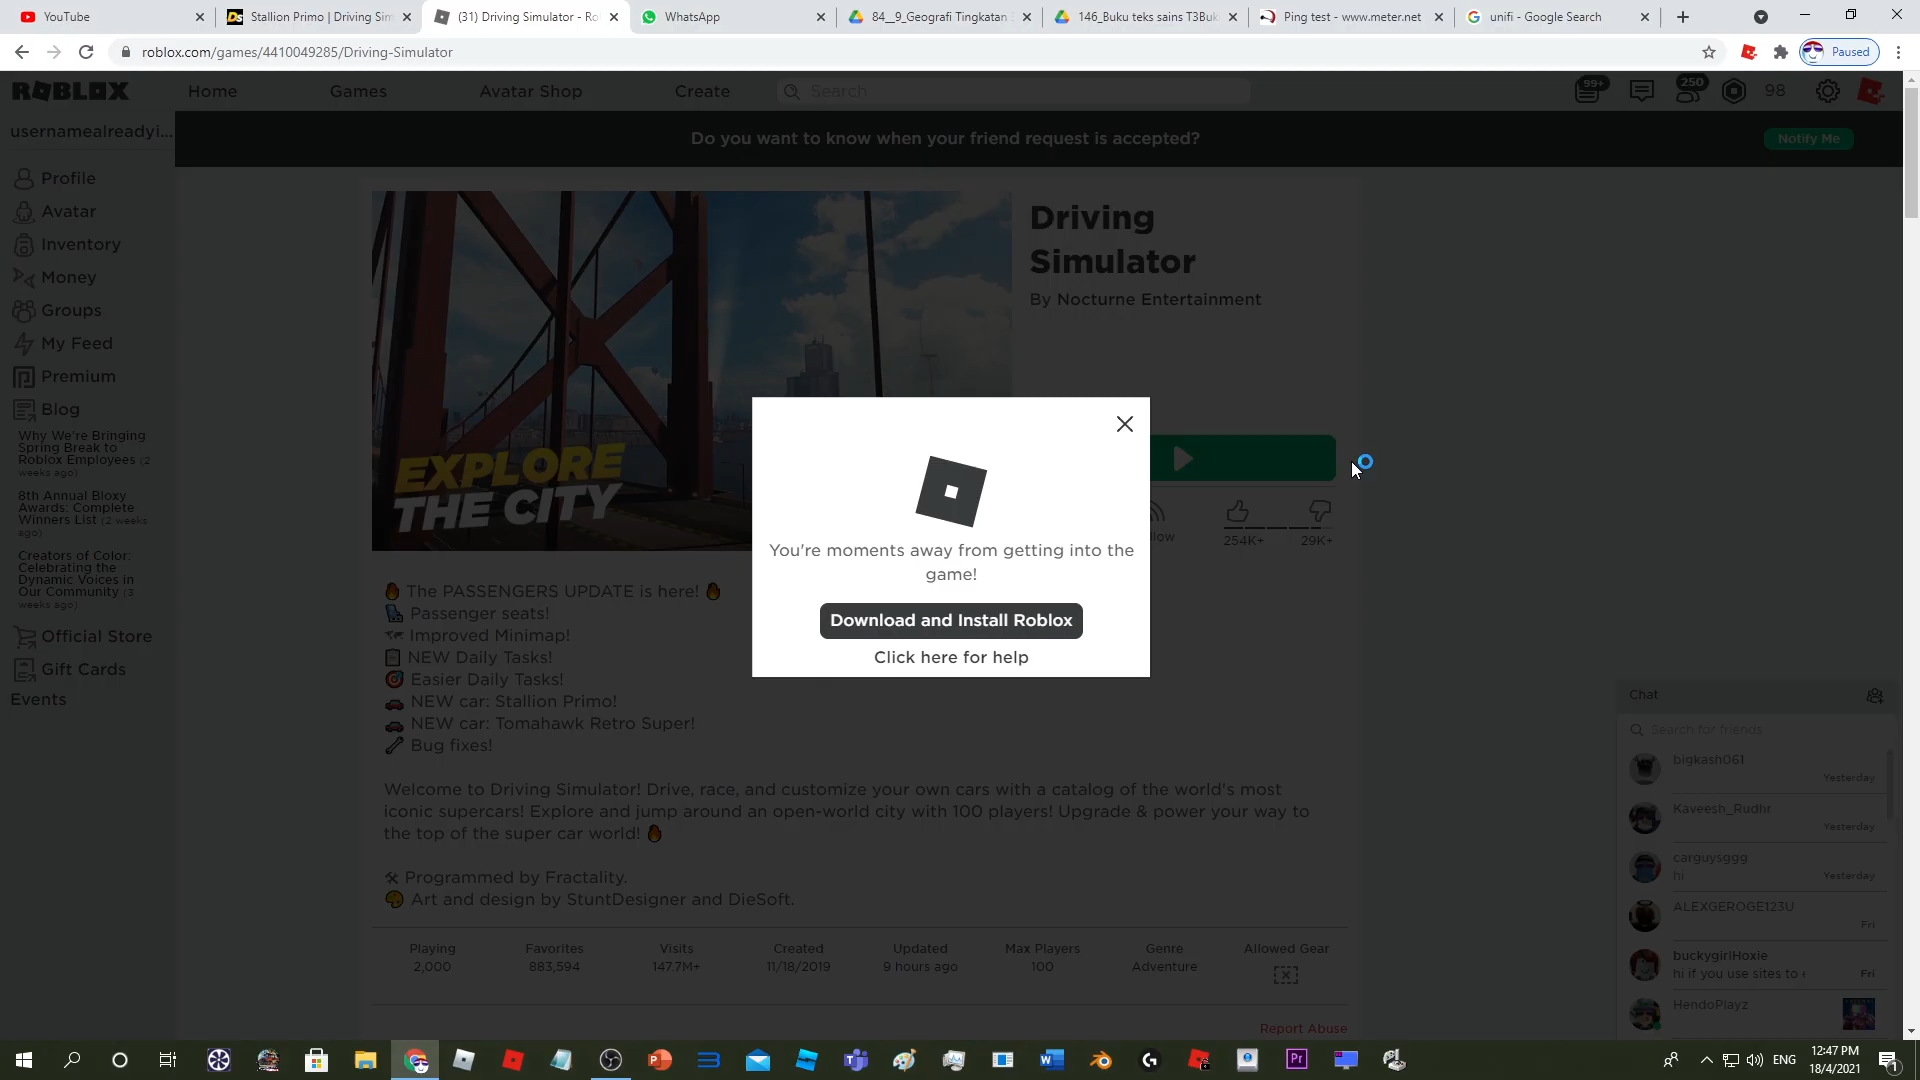 YouTube
Stallion Primo | Driving Sim
(31) Driving Simulator - Ro
WhatsApp
84__9_Geografi Tingkatan
146_Buku teks sains T3Buk
Ping test - www.meter.net
unifi - Google Search
roblox.com/games/4410049285/Driving-Simulator
Paused
ROBLOX
Home
Games
Avatar Shop
Create
Search
99+
250
98
usernamealreadyi...
Do you want to know when your friend request is accepted?
Notify Me
Profile
Avatar
Inventory
Money
Groups
My Feed
Premium
Blog
Why We're Bringing
Spring Break to
Roblox Employees (2
weeks ago)
8th Annual Bloxy
Awards: Complete
Winners List (2 weeks
ago)
Creators of Color:
Celebrating the
Dynamic Voices in
Our Community (3
weeks ago)
Official Store
Gift Cards
Events
EXPLORE
THE CITY
Driving
Simulator
By Nocturne Entertainment
254K+
29K+
You're moments away from getting into the
game!
Download and Install Roblox
Click here for help
The PASSENGERS UPDATE is here!
Passenger seats!
Improved Minimap!
NEW Daily Tasks!
Easier Daily Tasks!
NEW car: Stallion Primo!
NEW car: Tomahawk Retro Super!
Bug fixes!
Welcome to Driving Simulator! Drive, race, and customize your own cars with a catalog of the world's most
iconic supercars! Explore and jump around an open-world city with 100 players! Upgrade & power your way to
the top of the super car world!
Programmed by Fractality.
Art and design by StuntDesigner and DieSoft.
Playing
Favorites
Visits
Created
Updated
Max Players
Genre
Allowed Gear
2,000
883,594
147.7M+
11/18/2019
9 hours ago
100
Adventure
Report Abuse
Chat
Search for friends
bigkash061
Yesterday
Kaveesh_Rudhr
Yesterday
carguysggg
hi
Yesterday
ALEXGEROGE123U
Fri
buckygirlHoxie
hi if you use sites to
Fri
HendoPlayz
ENG
12:47 PM
18/4/2021
1